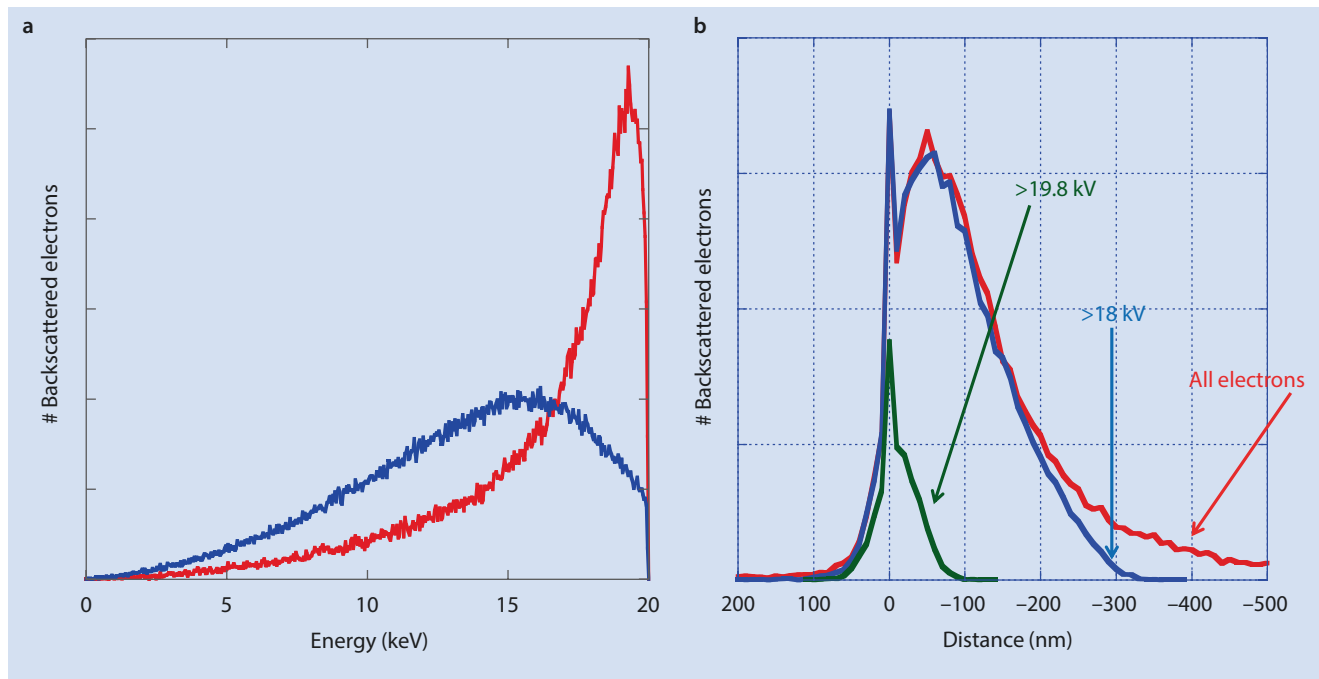 a
# Backscattered electrons
0 5 10 15 20
Energy (keV)
b
# Backscattered electrons
>19.8 kV
>18 kV
All electrons
200 100 0 –100 –200 –300 –400 –500
Distance (nm)